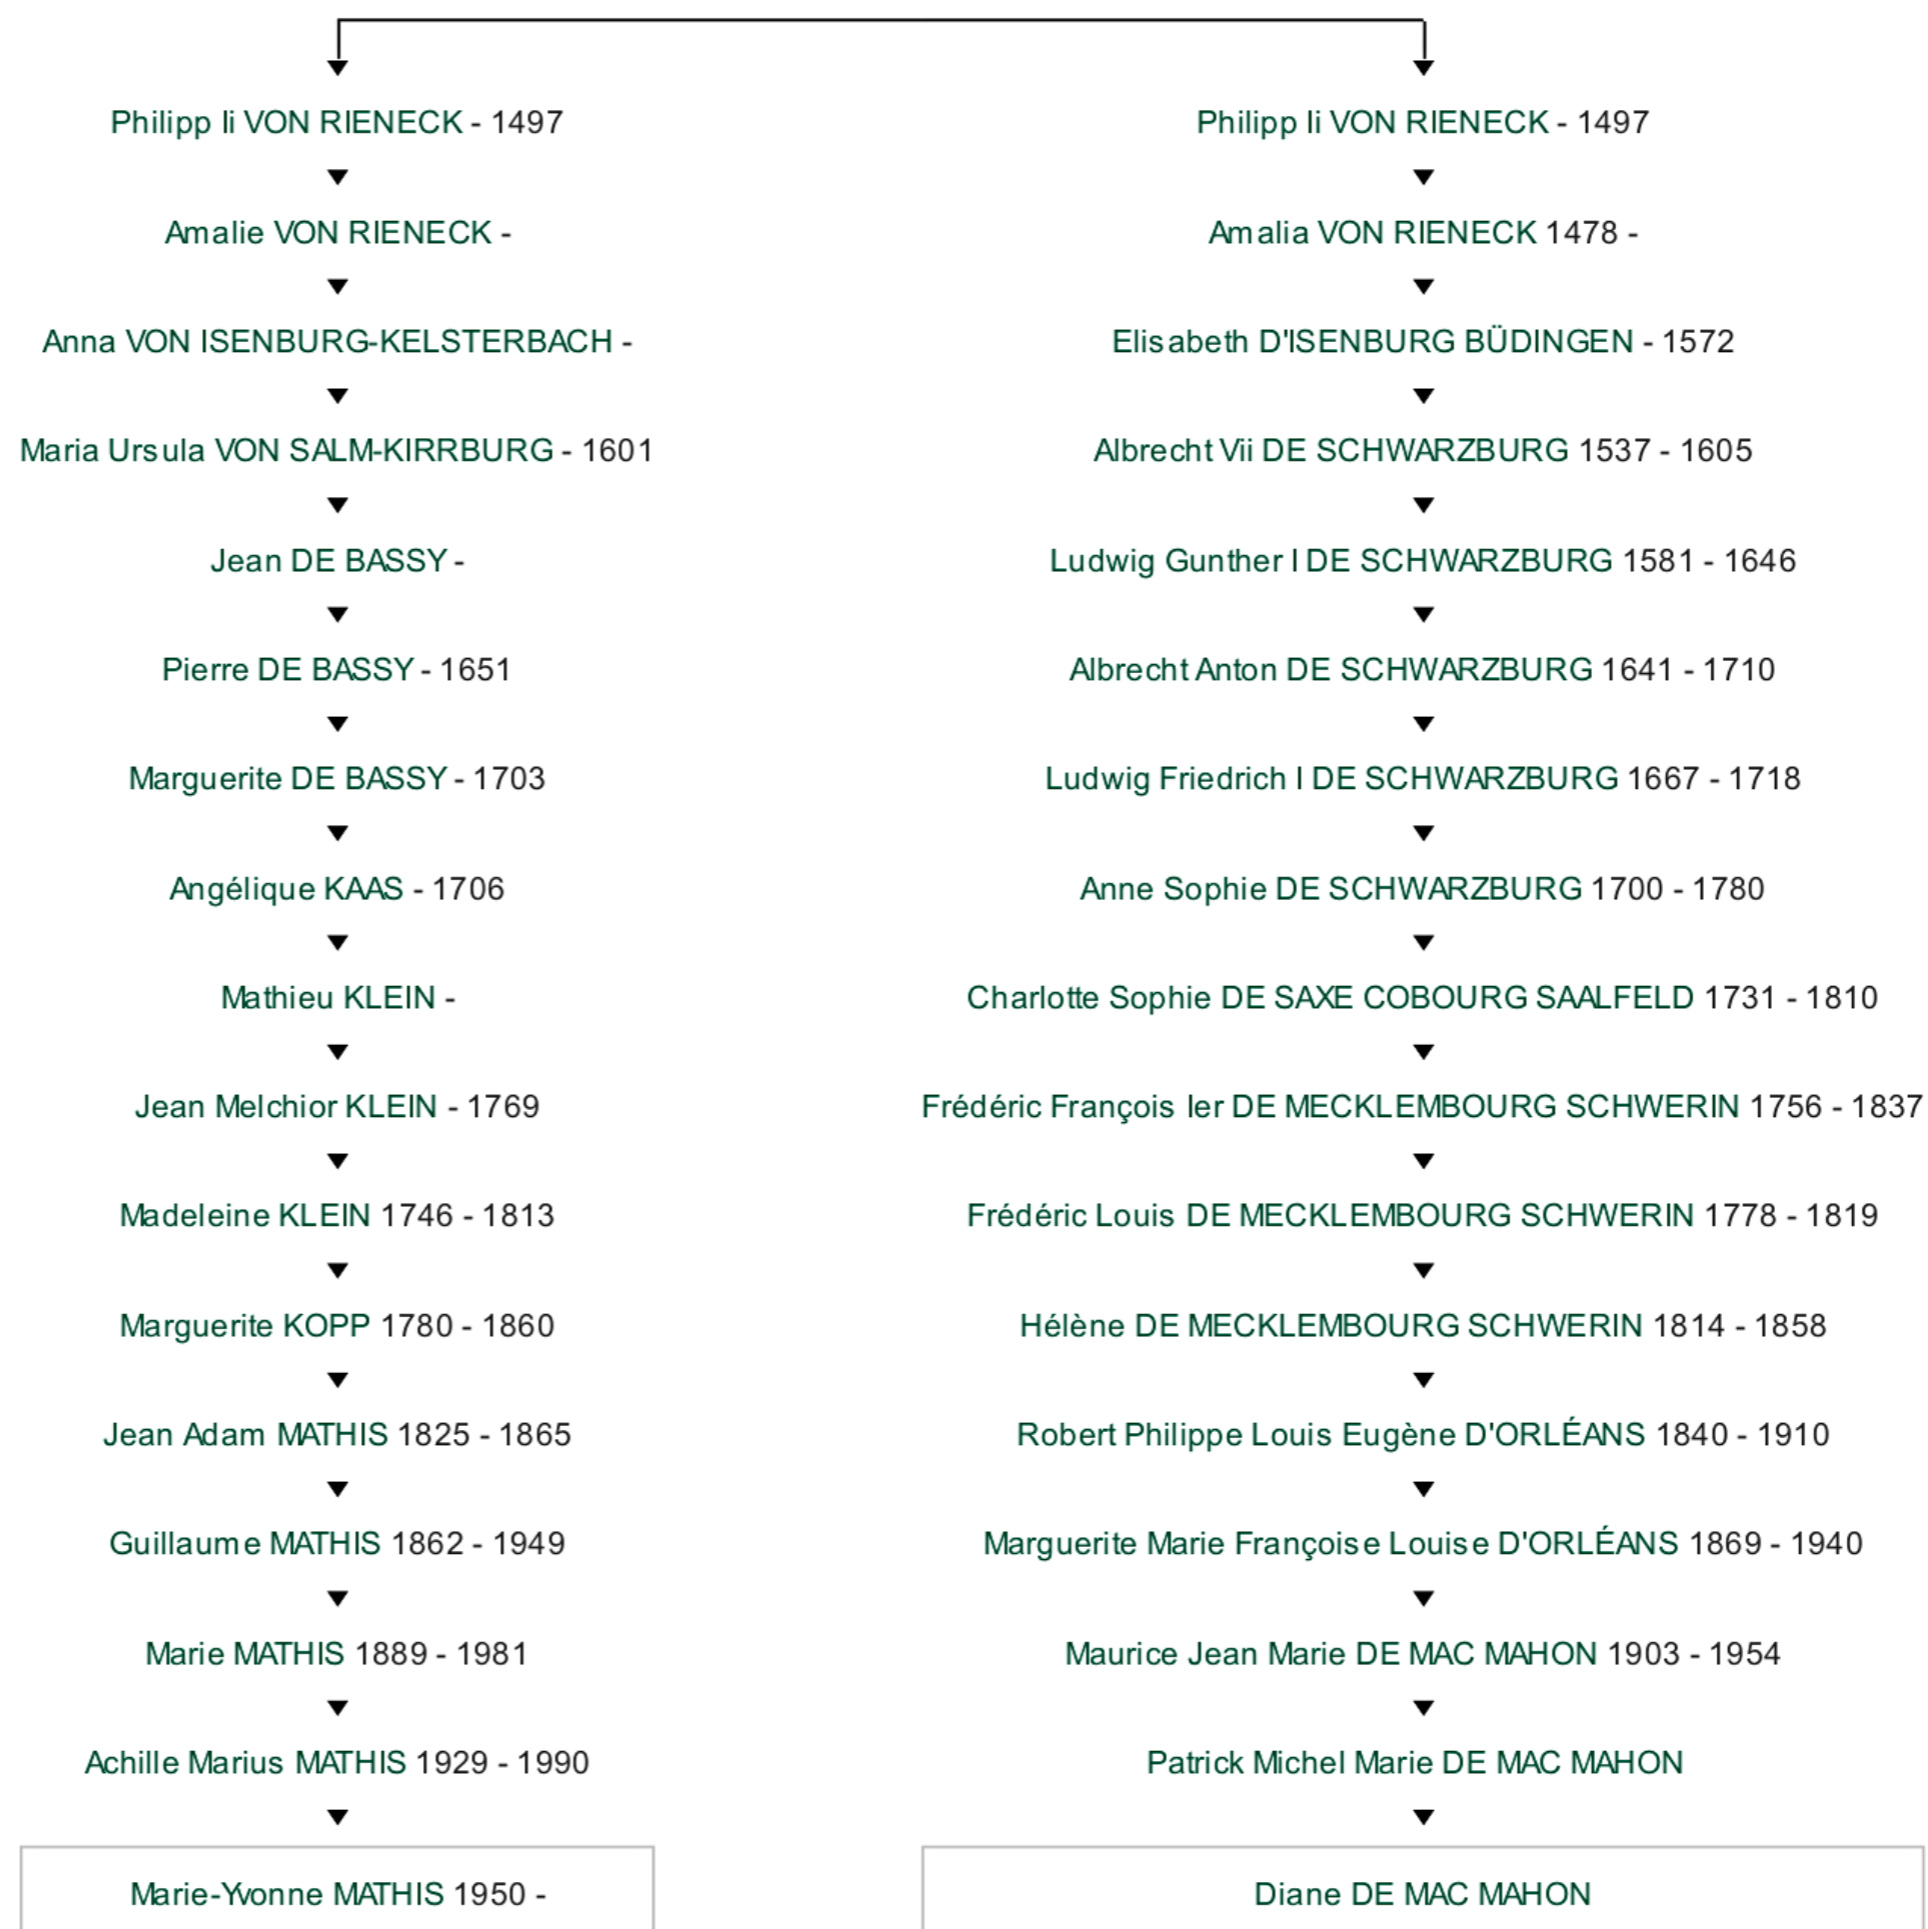 Philipp Ii VON RIENECK - 1497
Philipp Ii VON RIENECK - 1497
Amalie VON RIENECK -
Amalia VON RIENECK 1478 -
Anna VON ISENBURG-KELSTERBACH -
Elisabeth D'ISENBURG BÜDINGEN - 1572
Maria Ursula VON SALM-KIRRBURG - 1601
Albrecht Vii DE SCHWARZBURG 1537 - 1605
Jean DE BASSY -
Ludwig Gunther I DE SCHWARZBURG 1581 - 1646
Pierre DE BASSY - 1651
Albrecht Anton DE SCHWARZBURG 1641 - 1710
Marguerite DE BASSY - 1703
Ludwig Friedrich I DE SCHWARZBURG 1667 - 1718
Angélique KAAS - 1706
Anne Sophie DE SCHWARZBURG 1700 - 1780
Mathieu KLEIN -
Charlotte Sophie DE SAXE COBOURG SAALFELD 1731 - 1810
Jean Melchior KLEIN - 1769
Frédéric François Ier DE MECKLEMBOURG SCHWERIN 1756 - 1837
Madeleine KLEIN 1746 - 1813
Frédéric Louis DE MECKLEMBOURG SCHWERIN 1778 - 1819
Marguerite KOPP 1780 - 1860
Hélène DE MECKLEMBOURG SCHWERIN 1814 - 1858
Jean Adam MATHIS 1825 - 1865
Robert Philippe Louis Eugène D'ORLÉANS 1840 - 1910
Guillaume MATHIS 1862 - 1949
Marguerite Marie Françoise Louise D'ORLÉANS 1869 - 1940
Marie MATHIS 1889 - 1981
Maurice Jean Marie DE MAC MAHON 1903 - 1954
Achille Marius MATHIS 1929 - 1990
Patrick Michel Marie DE MAC MAHON
Marie-Yvonne MATHIS 1950 -
Diane DE MAC MAHON